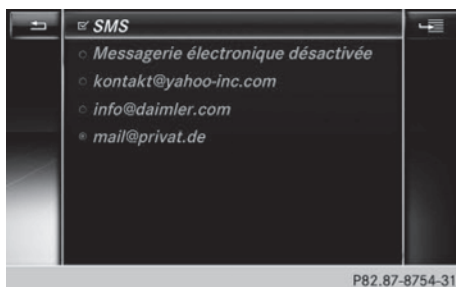 SMS
Messagerie électronique désactivée
kontakt@yahoo-inc.com
info@daimler.com
mail@privat.de
P82.87-8754-31